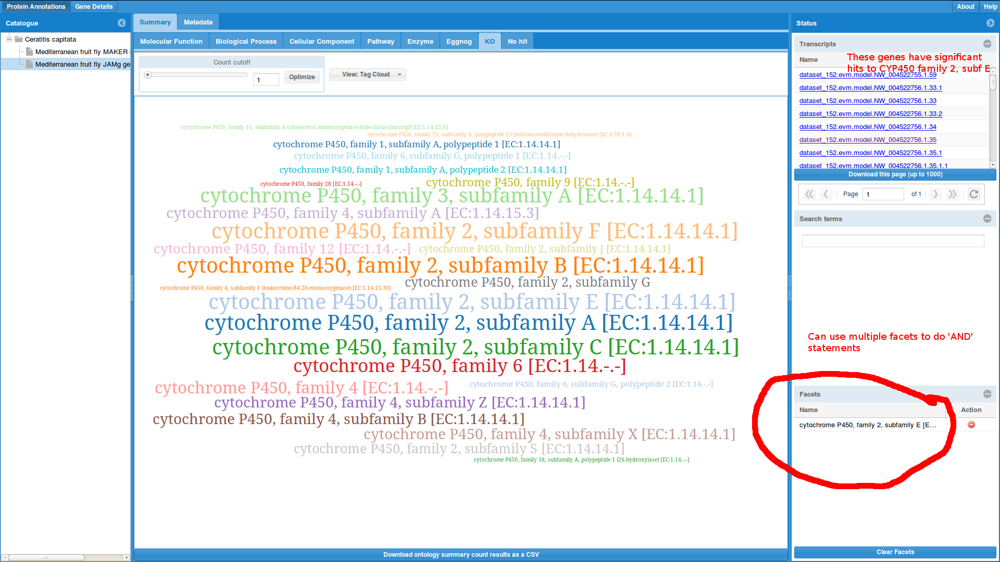 Protein Annotations
Gene Details
About
Help
Catalogue
Ceratitis capitata
Mediterranean fruit fly MAKER
Mediterranean fruit fly JAMg ge
Summary
Metadata
Molecular Function
Biological Process
Cellular Component
Pathway
Enzyme
Eggnog
KO
No hit
Count cutoff
1
Optimize
View: Tag Cloud
cytochrome P450, family 11, subfamily A (cholesterol monooxygenase (side-chain-cleaving)) [EC:1.14.15.6]
cytochrome P450, family 71, subfamily A, polypeptide 13 (indoleacetaldoxime dehydratase) [EC:4.99.1.6]
cytochrome P450, family 1, subfamily A, polypeptide 1 [EC:1.14.14.1]
cytochrome P450, family 6, subfamily G, polypeptide 1 [EC:1.14.-.-]
cytochrome P450, family 1, subfamily A, polypeptide 2 [EC:1.14.14.1]
cytochrome P450, family 28 [EC:1.14.-.-]
cytochrome P450, family 9 [EC:1.14.-.-]
cytochrome P450, family 3, subfamily A [EC:1.14.14.1]
cytochrome P450, family 4, subfamily A [EC:1.14.15.3]
cytochrome P450, family 2, subfamily F [EC:1.14.14.1]
cytochrome P450, family 12 [EC:1.14.-.-]
cytochrome P450, family 2, subfamily J [EC:1.14.14.1]
cytochrome P450, family 2, subfamily B [EC:1.14.14.1]
cytochrome P450, family 2, subfamily G
cytochrome P450, family 4, subfamily F (leukotriene-B4 20-monooxygenase) [EC:1.14.13.30]
cytochrome P450, family 2, subfamily E [EC:1.14.14.1]
cytochrome P450, family 2, subfamily A [EC:1.14.14.1]
cytochrome P450, family 2, subfamily C [EC:1.14.14.1]
cytochrome P450, family 6 [EC:1.14.-.-]
cytochrome P450, family 4 [EC:1.14.-.-]
cytochrome P450, family 6, subfamily G, polypeptide 2 [EC:1.14.-.-]
cytochrome P450, family 4, subfamily Z [EC:1.14.14.1]
cytochrome P450, family 4, subfamily B [EC:1.14.14.1]
cytochrome P450, family 4, subfamily X [EC:1.14.14.1]
cytochrome P450, family 2, subfamily S [EC:1.14.14.1]
cytochrome P450, family 18, subfamily A, polypeptide 1 (26-hydroxylase) [EC:1.14.-.-]
Download ontology summary count results as a CSV
Status
Transcripts
Name
These genes have significant
hits to CYP450 family 2, subf E
dataset_152.evm.model.NW_004522755.1.59
dataset_152.evm.model.NW_004522756.1.33.1
dataset_152.evm.model.NW_004522756.1.33
dataset_152.evm.model.NW_004522756.1.33.2
dataset_152.evm.model.NW_004522756.1.34
dataset_152.evm.model.NW_004522756.1.35
dataset_152.evm.model.NW_004522756.1.35.1
dataset_152.evm.model.NW_004522756.1.35.1.1
Download this page (up to 1000)
Page 1 of 1
Search terms
Can use multiple facets to do 'AND'
statements
Facets
Name
Action
cytochrome P450, family 2, subfamily E [E...
Clear Facets